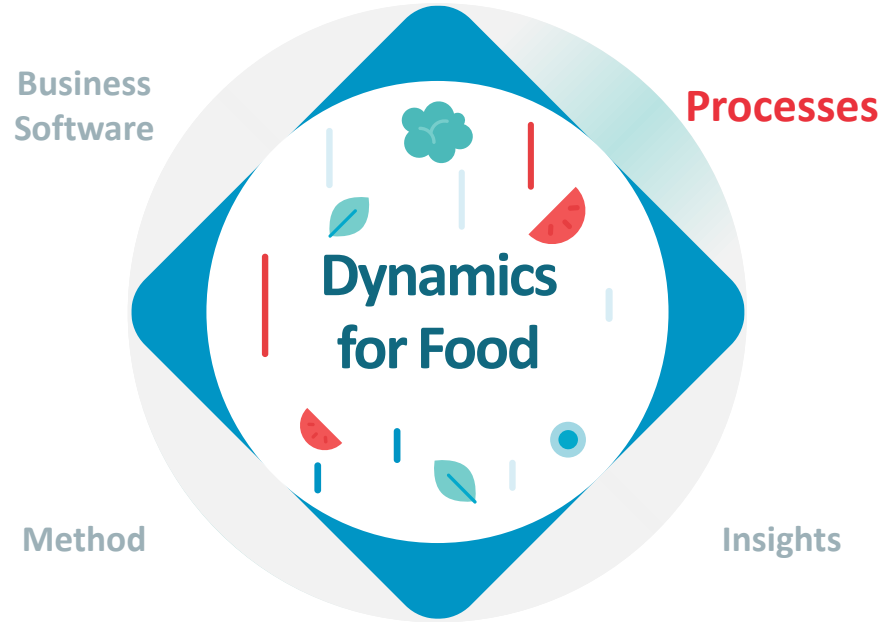 Business
Software
Processes
Dynamics
for Food
Method
Insights